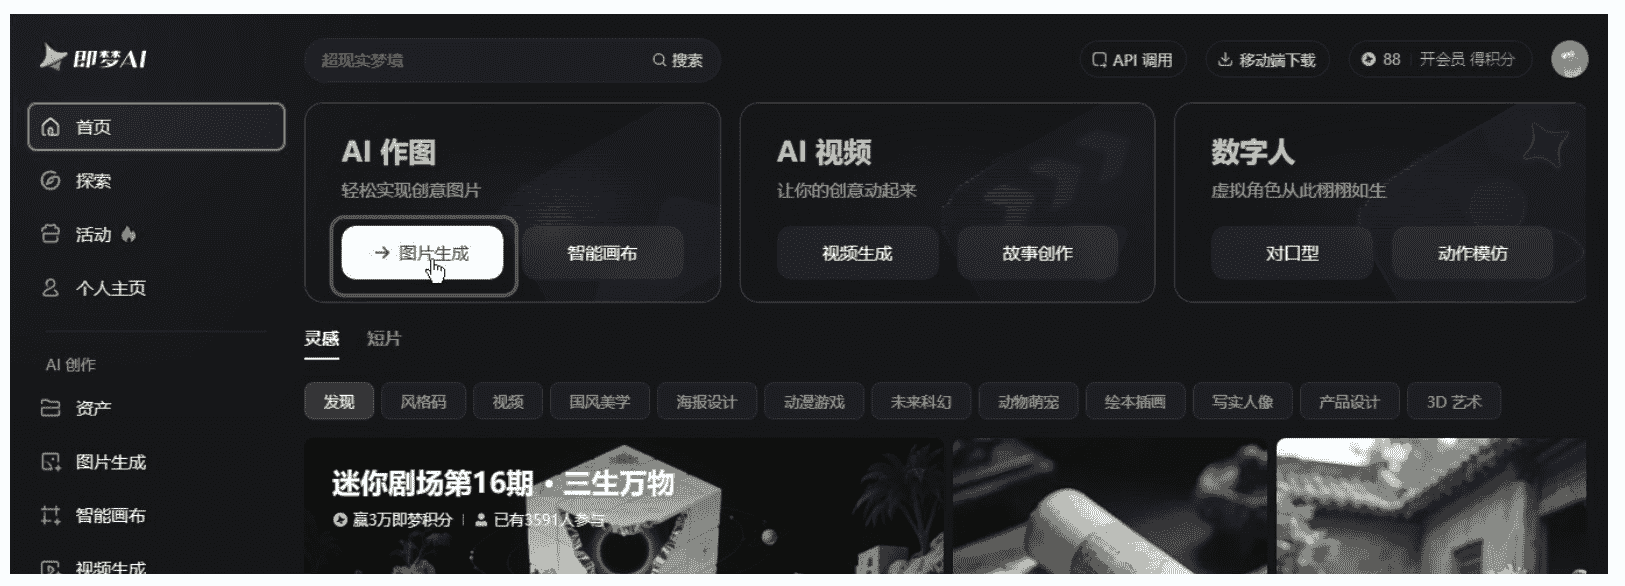 即梦AI
超现实梦境
搜索
API 调用
移动端下载
88
开会员 得积分
首页
探索
活动
个人主页
AI 创作
资产
图片生成
智能画布
视频生成
AI 作图
轻松实现创意图片
图片生成
智能画布
AI 视频
让你的创意动起来
视频生成
故事创作
数字人
虚拟角色从此栩栩如生
对口型
动作模仿
灵感
短片
发现
风格码
视频
国风美学
海报设计
动漫游戏
未来科幻
动物萌宠
绘本插画
写实人像
产品设计
3D 艺术
迷你剧场第16期·三生万物
赢3万即梦积分 | 已有3591人参与